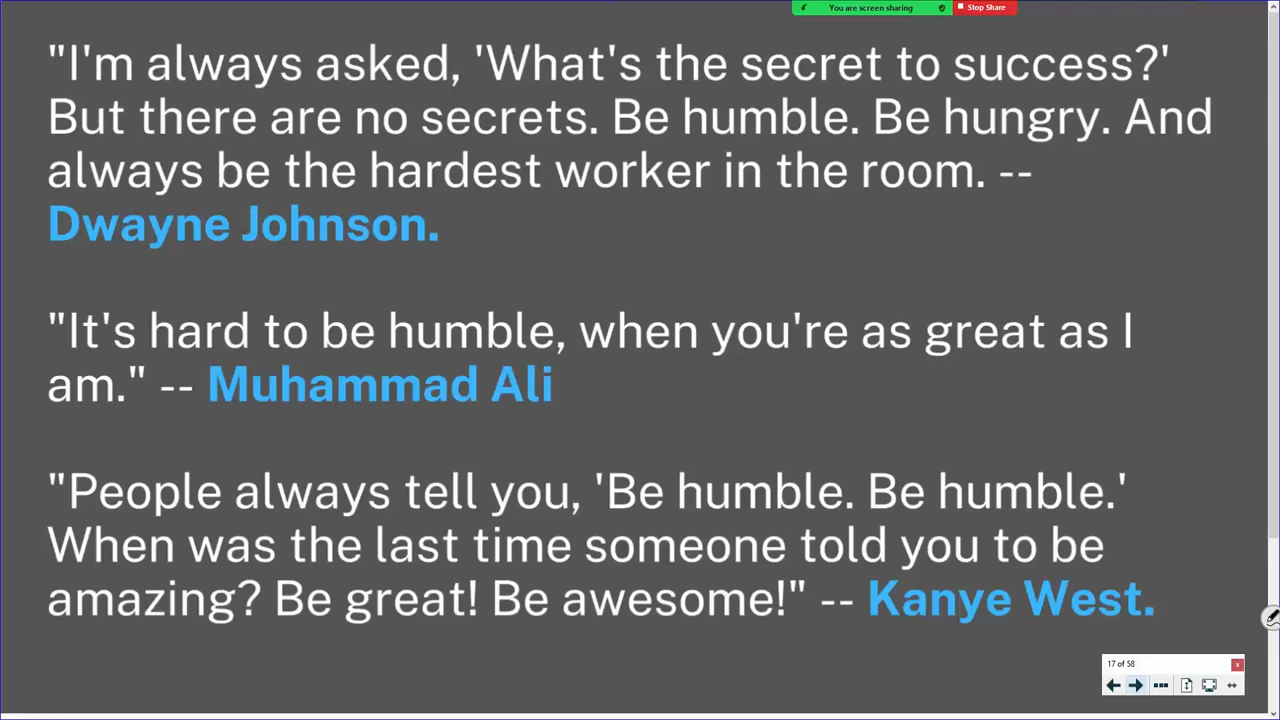 You are screen sharing
Stop Share
"I'm always asked, 'What's the secret to success?'
But there are no secrets. Be humble. Be hungry. And
always be the hardest worker in the room. --
Dwayne Johnson.
"It's hard to be humble, when you're as great as I
am." -- Muhammad Ali
"People always tell you, 'Be humble. Be humble.'
When was the last time someone told you to be
amazing? Be great! Be awesome!" -- Kanye West.
17 of 58